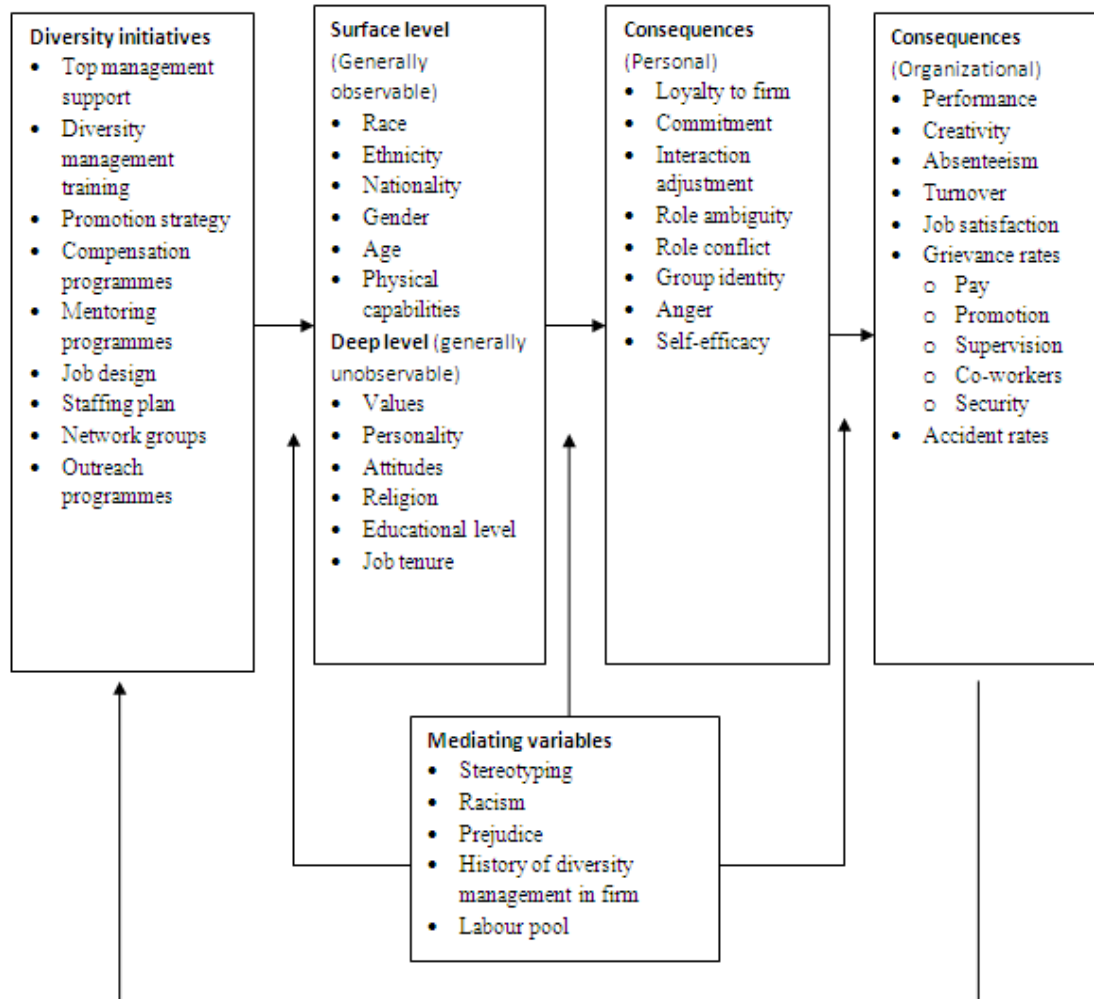 Diversity initiatives
• Top management
support
• Diversity
management
training
• Promotion strategy
• Compensation
programmes
• Mentoring
programmes
• Job design
• Staffing plan
• Network groups
• Outreach
programmes
Surface level
(Generally
observable)
• Race
• Ethnicity
• Nationality
• Gender
• Age
• Physical
capabilities
Deep level (generally
unobservable)
• Values
• Personality
• Attitudes
• Religion
• Educational level
• Job tenure
Consequences
(Personal)
• Loyalty to firm
• Commitment
• Interaction
adjustment
• Role ambiguity
• Role conflict
• Group identity
• Anger
• Self-efficacy
Consequences
(Organizational)
• Performance
• Creativity
• Absenteeism
• Turnover
• Job satisfaction
• Grievance rates
o Pay
o Promotion
o Supervision
o Co-workers
o Security
• Accident rates
Mediating variables
• Stereotyping
• Racism
• Prejudice
• History of diversity
management in firm
• Labour pool